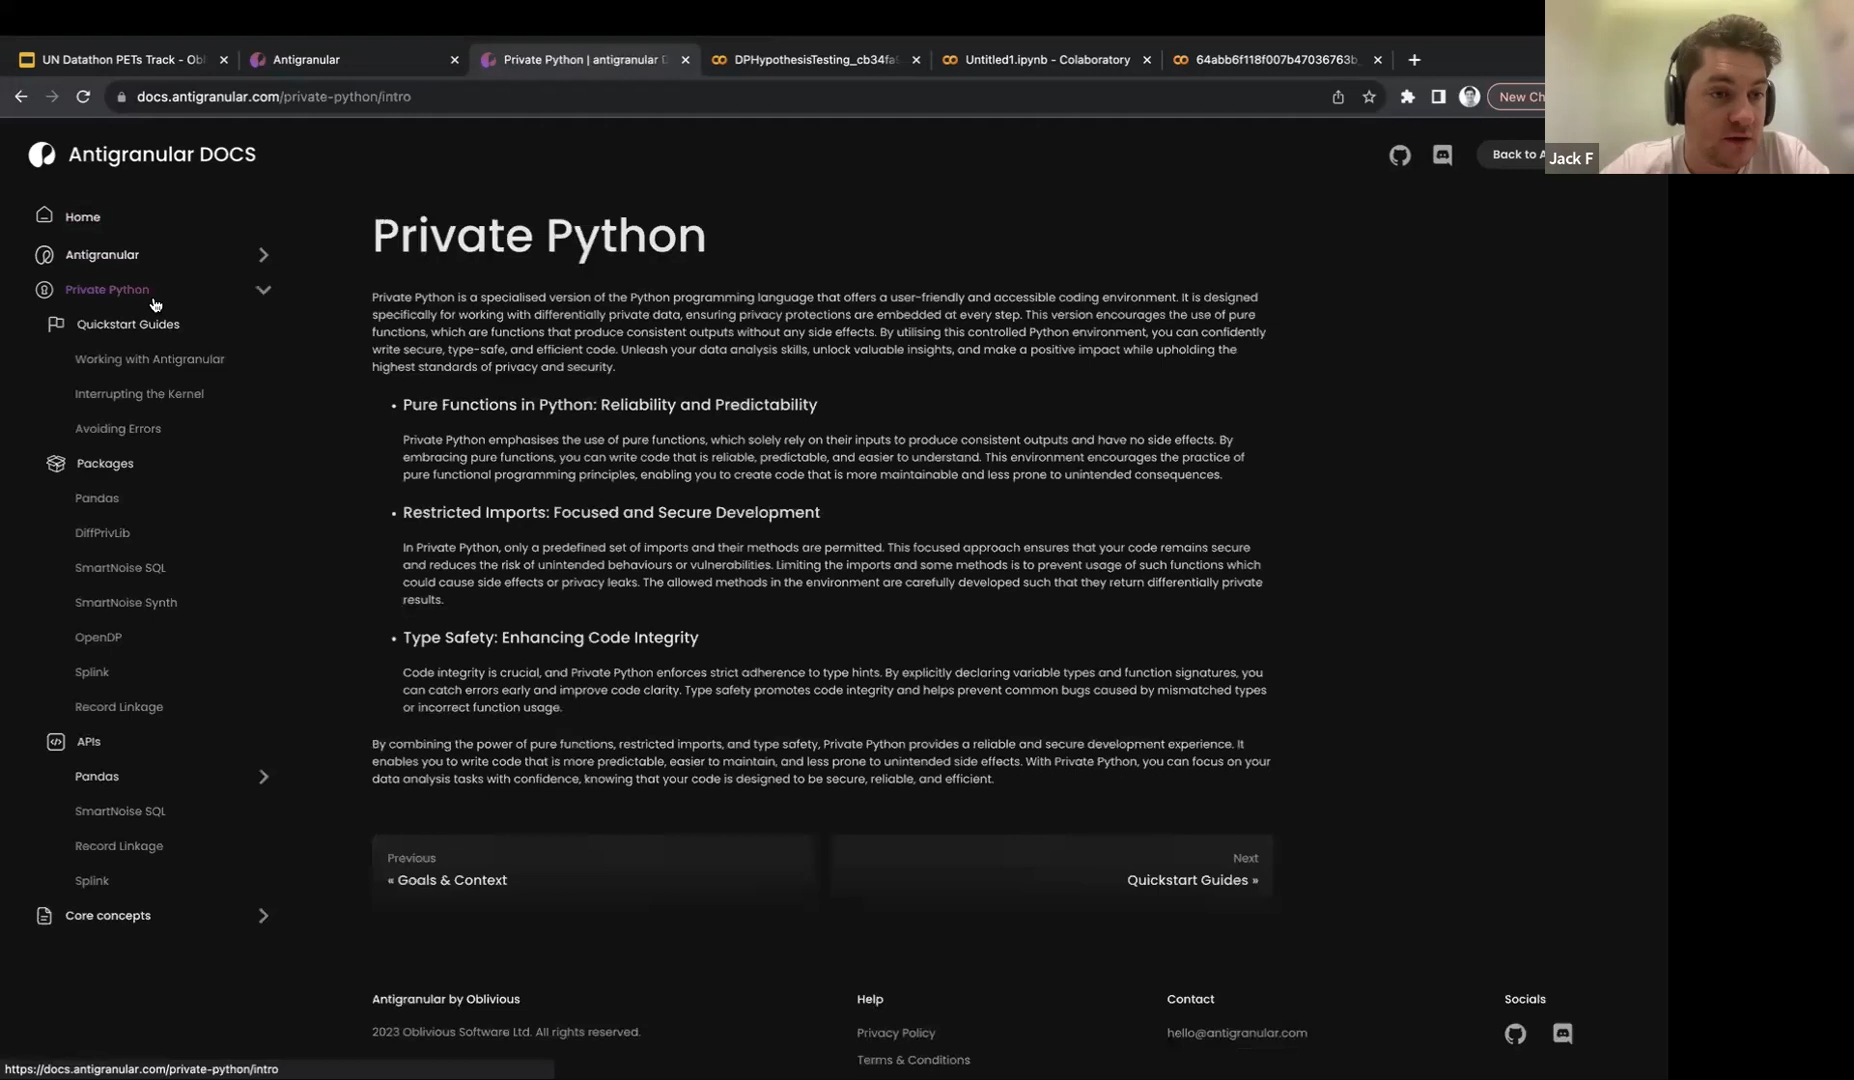 UN Datathon PETs Track - Obl
Antigranular
Private Python | antigranular D
DPHypothesisTesting_cb34fa
Untitled1.ipynb - Colaboratory
64abb6f118f007b47036763b_
docs.antigranular.com/private-python/intro
New Ch
Jack F
Antigranular DOCS
Back to A
Home
Antigranular
Private Python
Quickstart Guides
Working with Antigranular
Interrupting the Kernel
Avoiding Errors
Packages
Pandas
DiffPrivLib
SmartNoise SQL
SmartNoise Synth
OpenDP
Splink
Record Linkage
APIs
Pandas
SmartNoise SQL
Record Linkage
Splink
Core concepts
Private Python
Private Python is a specialised version of the Python programming language that offers a user-friendly and accessible coding environment. It is designed
specifically for working with differentially private data, ensuring privacy protections are embedded at every step. This version encourages the use of pure
functions, which are functions that produce consistent outputs without any side effects. By utilising this controlled Python environment, you can confidently
write secure, type-safe, and efficient code. Unleash your data analysis skills, unlock valuable insights, and make a positive impact while upholding the
highest standards of privacy and security.
• Pure Functions in Python: Reliability and Predictability
Private Python emphasises the use of pure functions, which solely rely on their inputs to produce consistent outputs and have no side effects. By
embracing pure functions, you can write code that is reliable, predictable, and easier to understand. This environment encourages the practice of
pure functional programming principles, enabling you to create code that is more maintainable and less prone to unintended consequences.
• Restricted Imports: Focused and Secure Development
In Private Python, only a predefined set of imports and their methods are permitted. This focused approach ensures that your code remains secure
and reduces the risk of unintended behaviours or vulnerabilities. Limiting the imports and some methods is to prevent usage of such functions which
could cause side effects or privacy leaks. The allowed methods in the environment are carefully developed such that they return differentially private
results.
• Type Safety: Enhancing Code Integrity
Code integrity is crucial, and Private Python enforces strict adherence to type hints. By explicitly declaring variable types and function signatures, you
can catch errors early and improve code clarity. Type safety promotes code integrity and helps prevent common bugs caused by mismatched types
or incorrect function usage.
By combining the power of pure functions, restricted imports, and type safety, Private Python provides a reliable and secure development experience. It
enables you to write code that is more predictable, easier to maintain, and less prone to unintended side effects. With Private Python, you can focus on your
data analysis tasks with confidence, knowing that your code is designed to be secure, reliable, and efficient.
Previous
« Goals & Context
Next
Quickstart Guides »
Antigranular by Oblivious
2023 Oblivious Software Ltd. All rights reserved.
Help
Privacy Policy
Terms & Conditions
Contact
hello@antigranular.com
Socials
https://docs.antigranular.com/private-python/intro